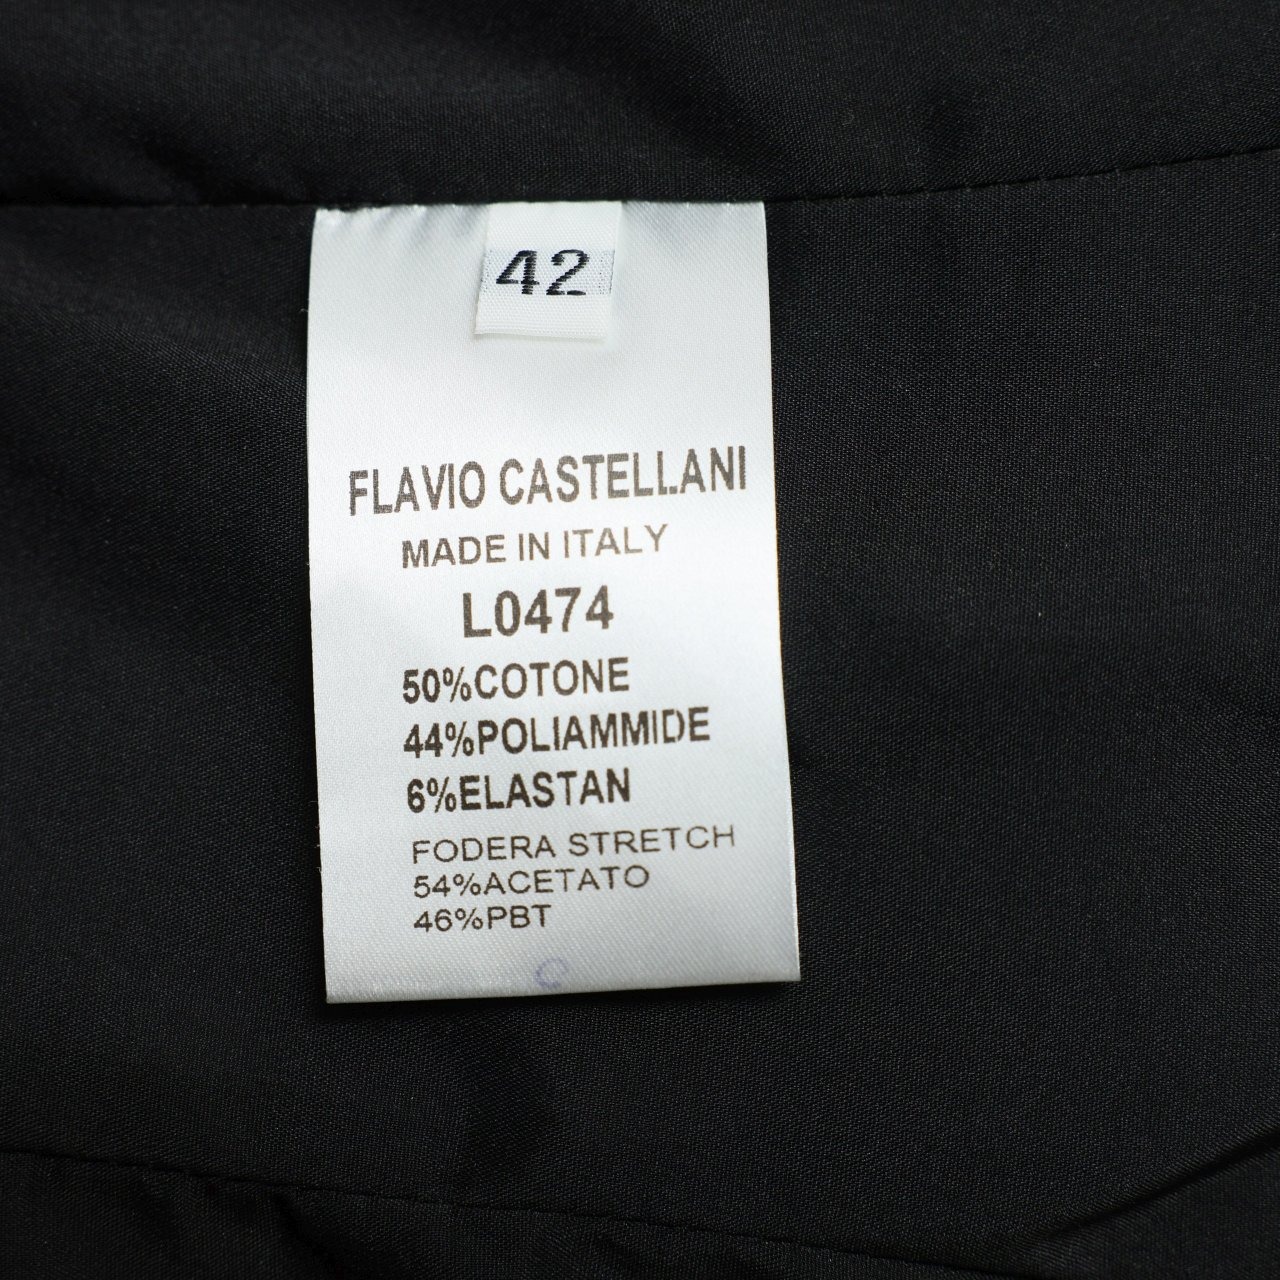 42
FLAVIO CASTELLANI
MADE IN ITALY
L0474
50%COTONE
44%POLIAMMIDE
6%ELASTAN
FODERA STRETCH
54%ACETATO
46%PBT